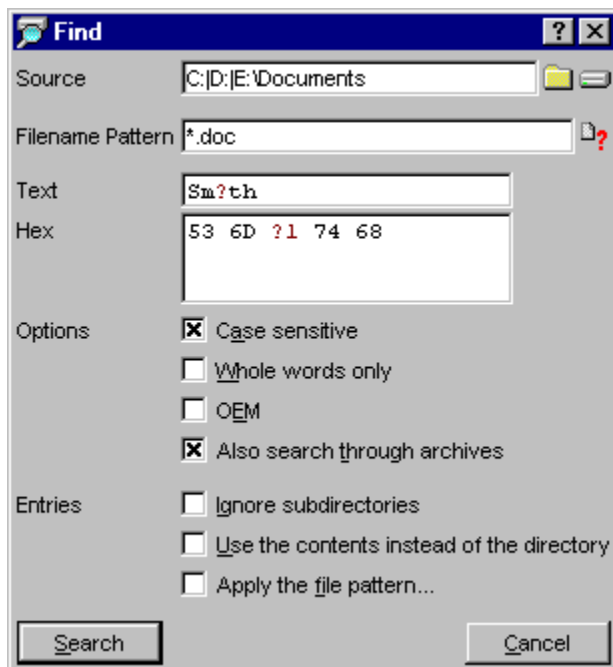 Find
Source C:|D:|E:\Documents
Filename Pattern *.doc
Text Sm?th
Hex 53 6D ?1 74 68
Options Case sensitive
Whole words only
OEM
Also search through archives
Entries Ignore subdirectories
Use the contents instead of the directory
Apply the file pattern...
Search Cancel